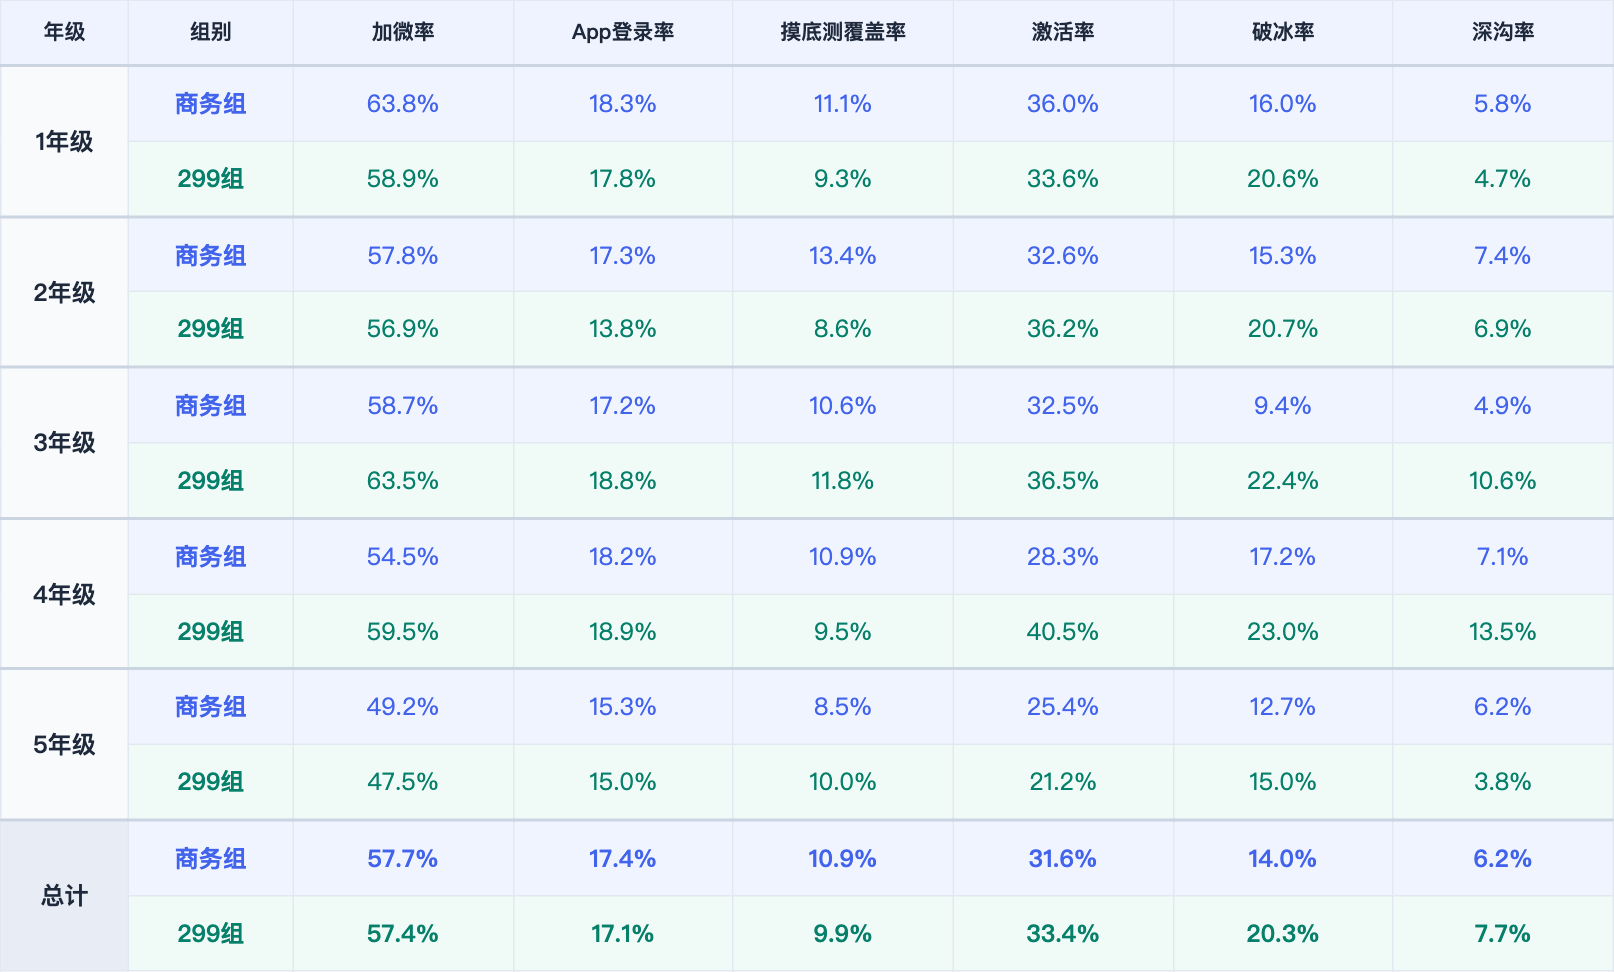 年级 组别 加微率 App登录率 摸底测覆盖率 激活率 破冰率 深沟率
1年级
商务组 63.8% 18.3% 11.1% 36.0% 16.0% 5.8%
299组 58.9% 17.8% 9.3% 33.6% 20.6% 4.7%
2年级
商务组 57.8% 17.3% 13.4% 32.6% 15.3% 7.4%
299组 56.9% 13.8% 8.6% 36.2% 20.7% 6.9%
3年级
商务组 58.7% 17.2% 10.6% 32.5% 9.4% 4.9%
299组 63.5% 18.8% 11.8% 36.5% 22.4% 10.6%
4年级
商务组 54.5% 18.2% 10.9% 28.3% 17.2% 7.1%
299组 59.5% 18.9% 9.5% 40.5% 23.0% 13.5%
5年级
商务组 49.2% 15.3% 8.5% 25.4% 12.7% 6.2%
299组 47.5% 15.0% 10.0% 21.2% 15.0% 3.8%
总计
商务组 57.7% 17.4% 10.9% 31.6% 14.0% 6.2%
299组 57.4% 17.1% 9.9% 33.4% 20.3% 7.7%